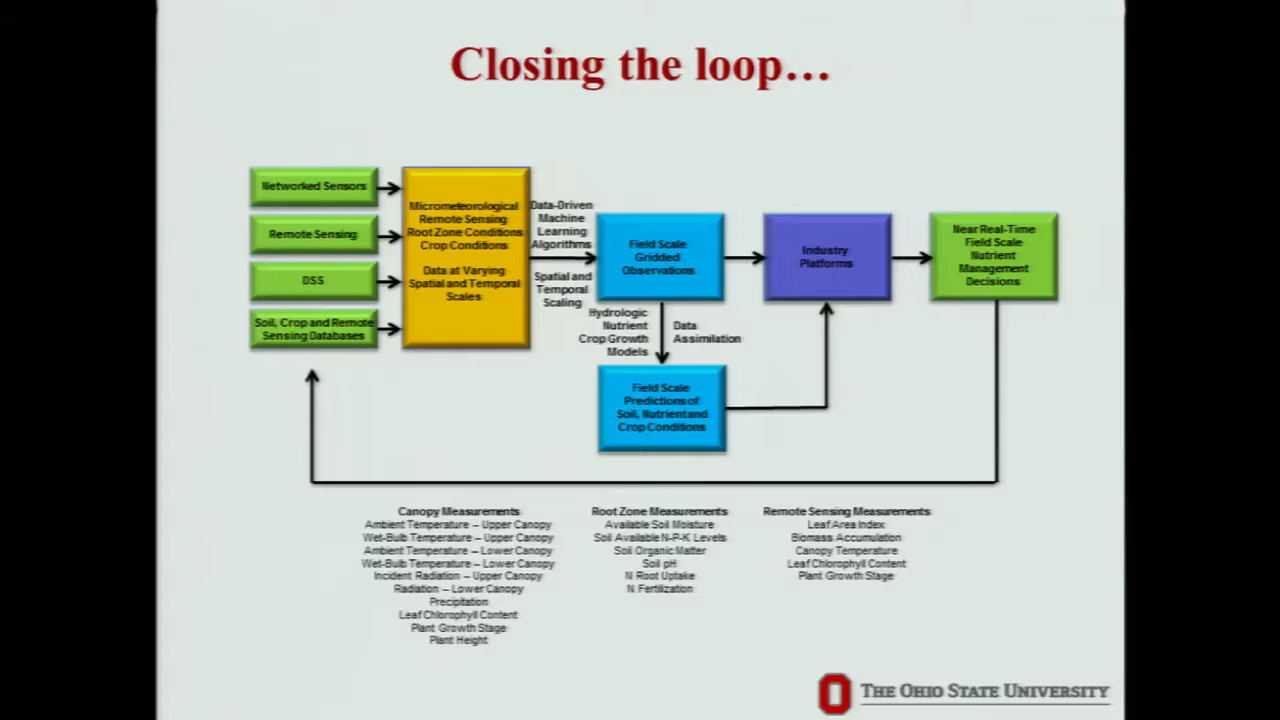 Closing the loop…
Networked Sensors
Remote Sensing
DSS
Soil, Crop and Remote
Sensing Databases
Micrometeorological
Remote Sensing
Root Zone Conditions
Crop Conditions
Data at Varying
Spatial and Temporal
Scales
Data-Driven
Machine
Learning
Algorithms
Spatial and
Temporal
Scaling
Field Scale
Gridded
Observations
Industry
Platforms
Near Real-Time
Field Scale
Nutrient
Management
Decisions
Hydrologic
Nutrient
Crop Growth
Models
Data
Assimilation
Field Scale
Predictions of
Soil, Nutrient and
Crop Conditions
Canopy Measurements
Ambient Temperature – Upper Canopy
Wet-Bulb Temperature – Upper Canopy
Ambient Temperature – Lower Canopy
Wet-Bulb Temperature – Lower Canopy
Incident Radiation – Upper Canopy
Radiation – Lower Canopy
Precipitation
Leaf Chlorophyll Content
Plant Growth Stage
Plant Height
Root Zone Measurements
Available Soil Moisture
Soil Available N-P-K Levels
Soil Organic Matter
Soil pH
N Root Uptake
N Fertilization
Remote Sensing Measurements
Leaf Area Index
Biomass Accumulation
Canopy Temperature
Leaf Chlorophyll Content
Plant Growth Stage
THE OHIO STATE UNIVERSITY